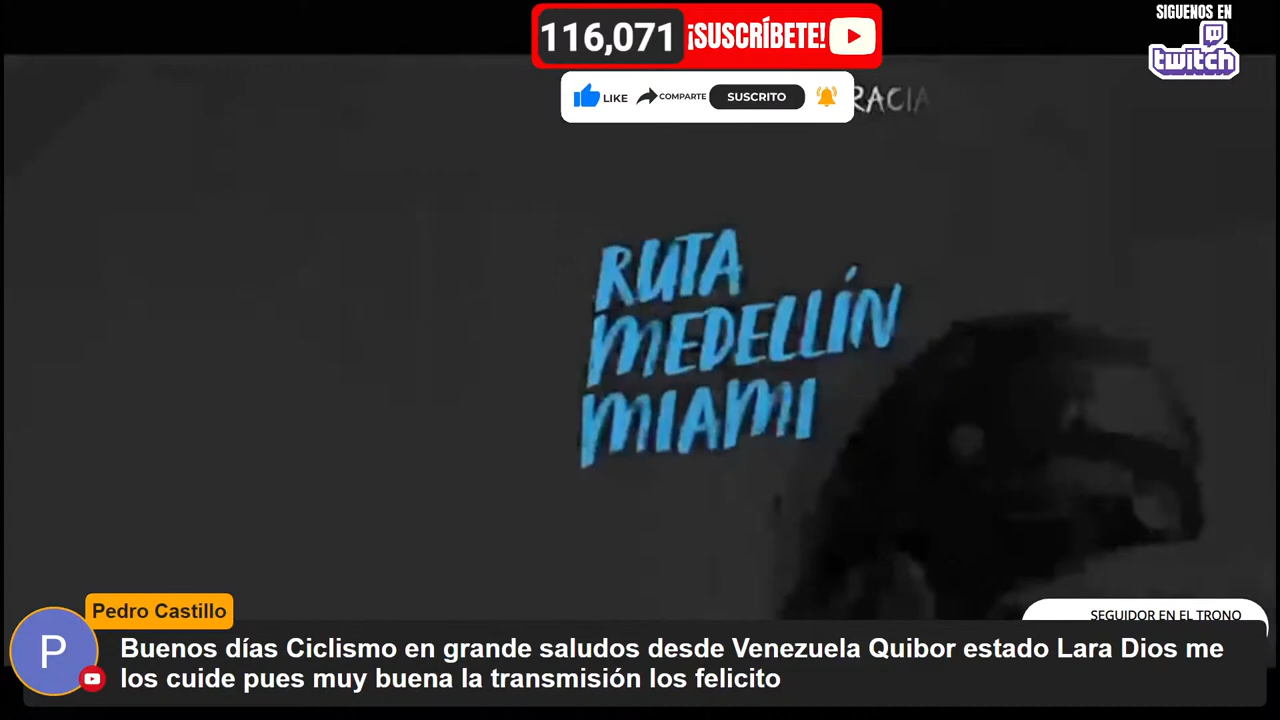 SIGUENOS EN
twitch
116,071 ¡SUSCRÍBETE!
LIKE COMPARTE SUSCRITO
RUTA
MEDELLÍN
MIAMI
SEGUIDOR EN EL TRONO
Pedro Castillo
P
Buenos días Ciclismo en grande saludos desde Venezuela Quibor estado Lara Dios me
los cuide pues muy buena la transmisión los felicito